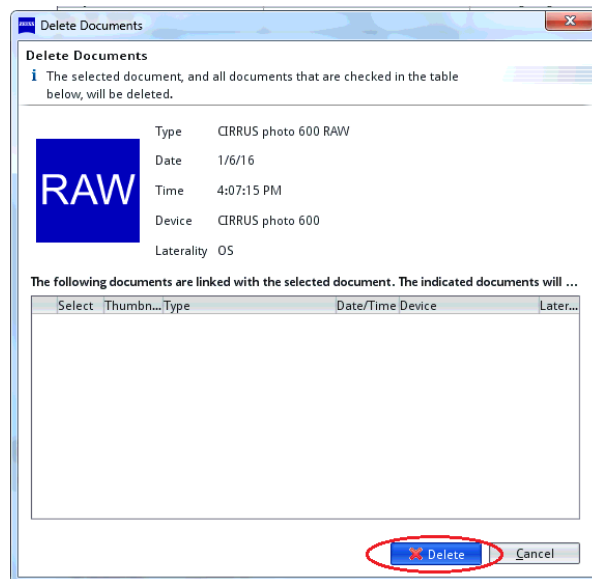 ZEISS Delete Documents
Delete Documents
i The selected document, and all documents that are checked in the table
below, will be deleted.
RAW
Type CIRRUS photo 600 RAW
Date 1/6/16
Time 4:07:15 PM
Device CIRRUS photo 600
Laterality OS
The following documents are linked with the selected document. The indicated documents will ...
Select Thumbn... Type Date/Time Device Later...
Delete Cancel